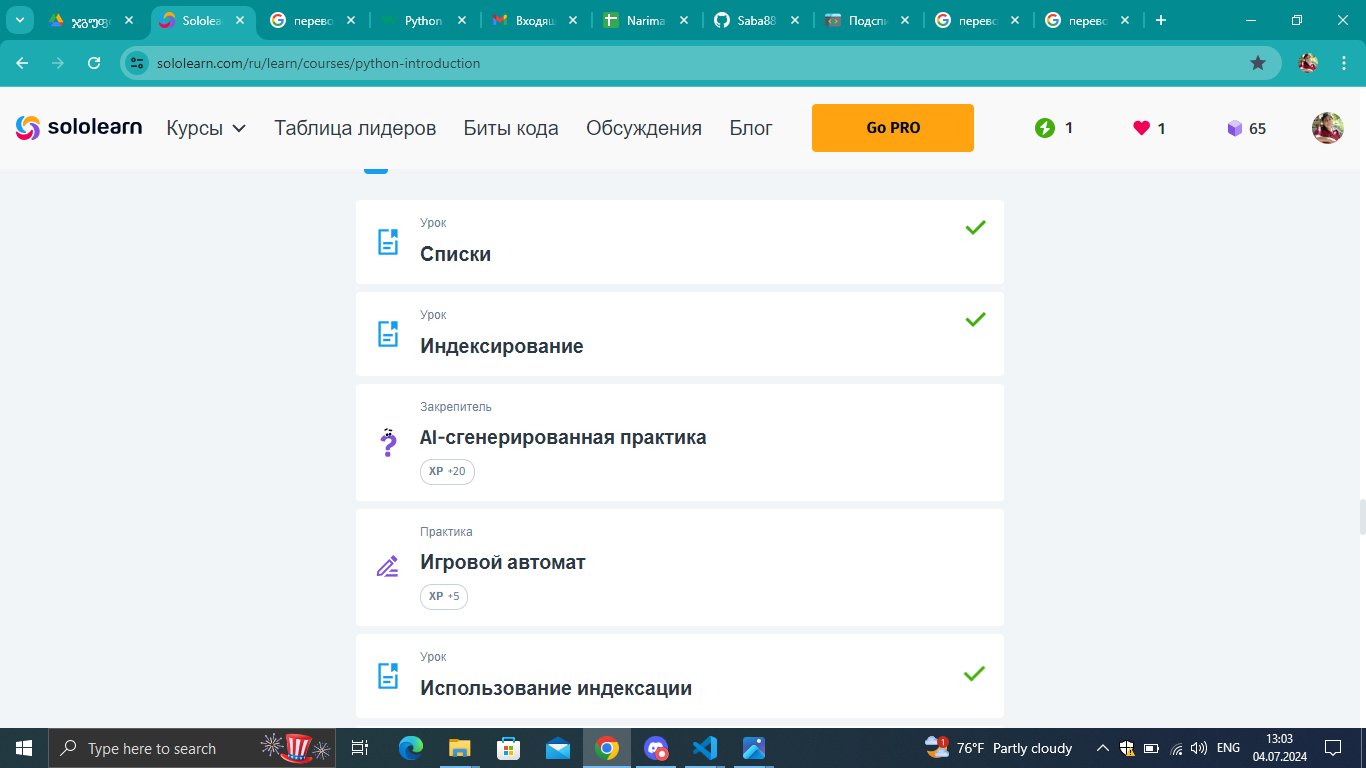 Sololea
перево
Python
Входящ
Narima
Saba88
Подспи
перево
перево
sololearn.com/ru/learn/courses/python-introduction
sololearn
Курсы
Таблица лидеров
Биты кода
Обсуждения
Блог
Go PRO
1
1
65
Урок
Списки
Урок
Индексирование
Закрепитель
AI-сгенерированная практика
XP +20
Практика
Игровой автомат
XP +5
Урок
Использование индексации
Type here to search
1
76°F Partly cloudy
ENG
13:03
04.07.2024